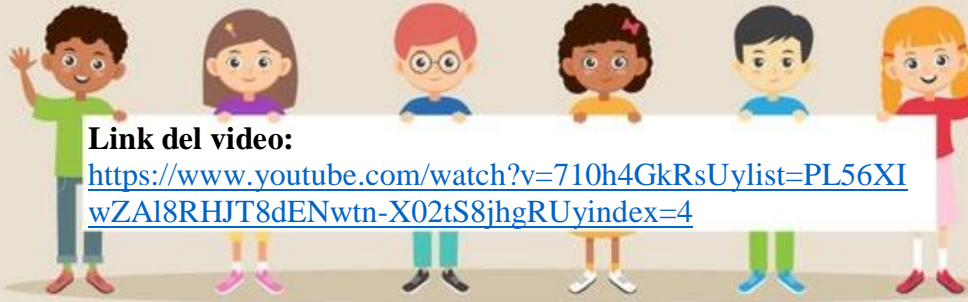 Link del video:
https://www.youtube.com/watch?v=710h4GkRsUylist=PL56XI
wZAl8RHJT8dENwtn-X02tS8jhgRUyindex=4